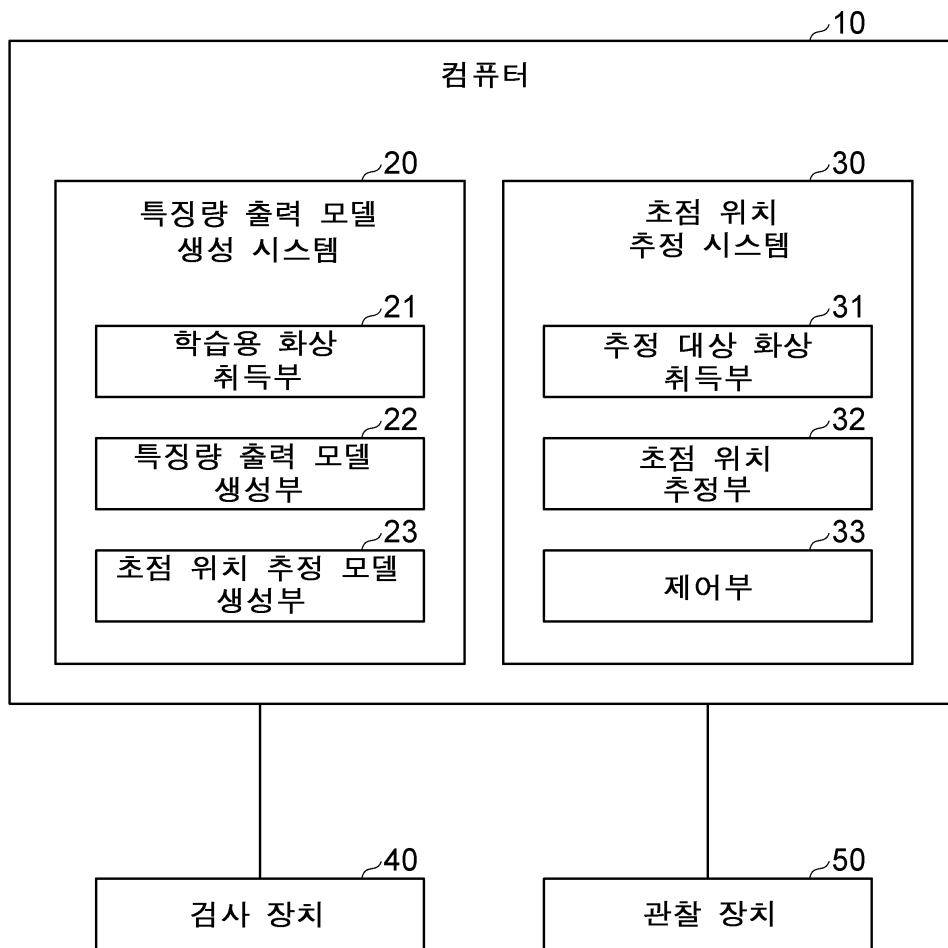 10
컴퓨터
20
특징량 출력 모델
생성 시스템
21
학습용 화상
취득부
22
특징량 출력 모델
생성부
23
초점 위치 추정 모델
생성부
30
초점 위치
추정 시스템
31
추정 대상 화상
취득부
32
초점 위치
추정부
33
제어부
40
검사 장치
50
관찰 장치